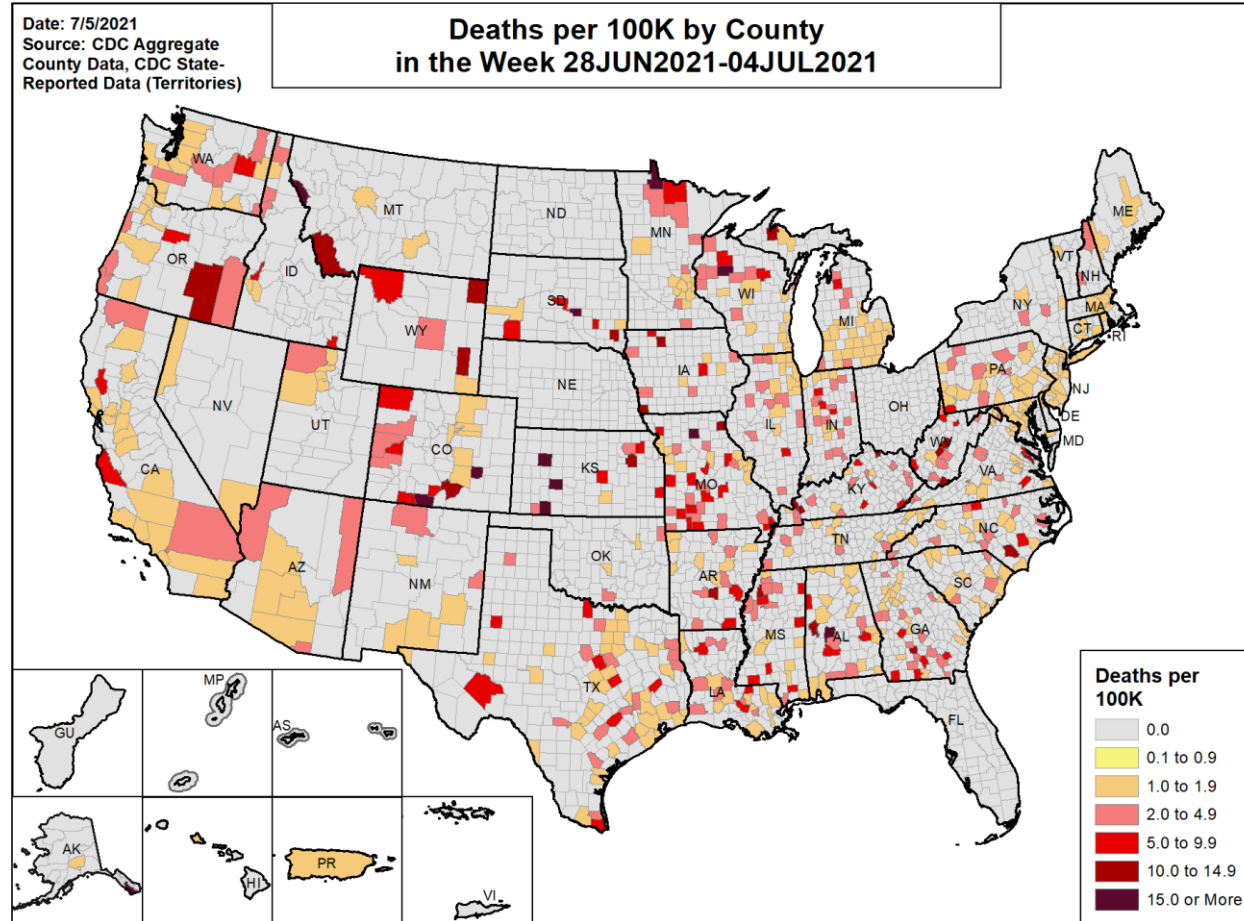 Date: 7/5/2021
Source: CDC Aggregate
County Data, CDC State-
Reported Data (Territories)
Deaths per 100K by County
in the Week 28JUN2021-04JUL2021
WA
MT
ND
MN
ME
OR
ID
SD
WI
MI
VT
NH
NY
MA
CT
RI
WY
IA
PA
NJ
NE
NV
UT
CO
IL
IN
OH
DE
MD
CA
KS
MO
WV
VA
KY
AZ
NM
OK
AR
TN
NC
SC
MS
AL
GA
TX
LA
FL
GU
MP
AS
AK
HI
PR
VI
Deaths per
100K
0.0
0.1 to 0.9
1.0 to 1.9
2.0 to 4.9
5.0 to 9.9
10.0 to 14.9
15.0 or More